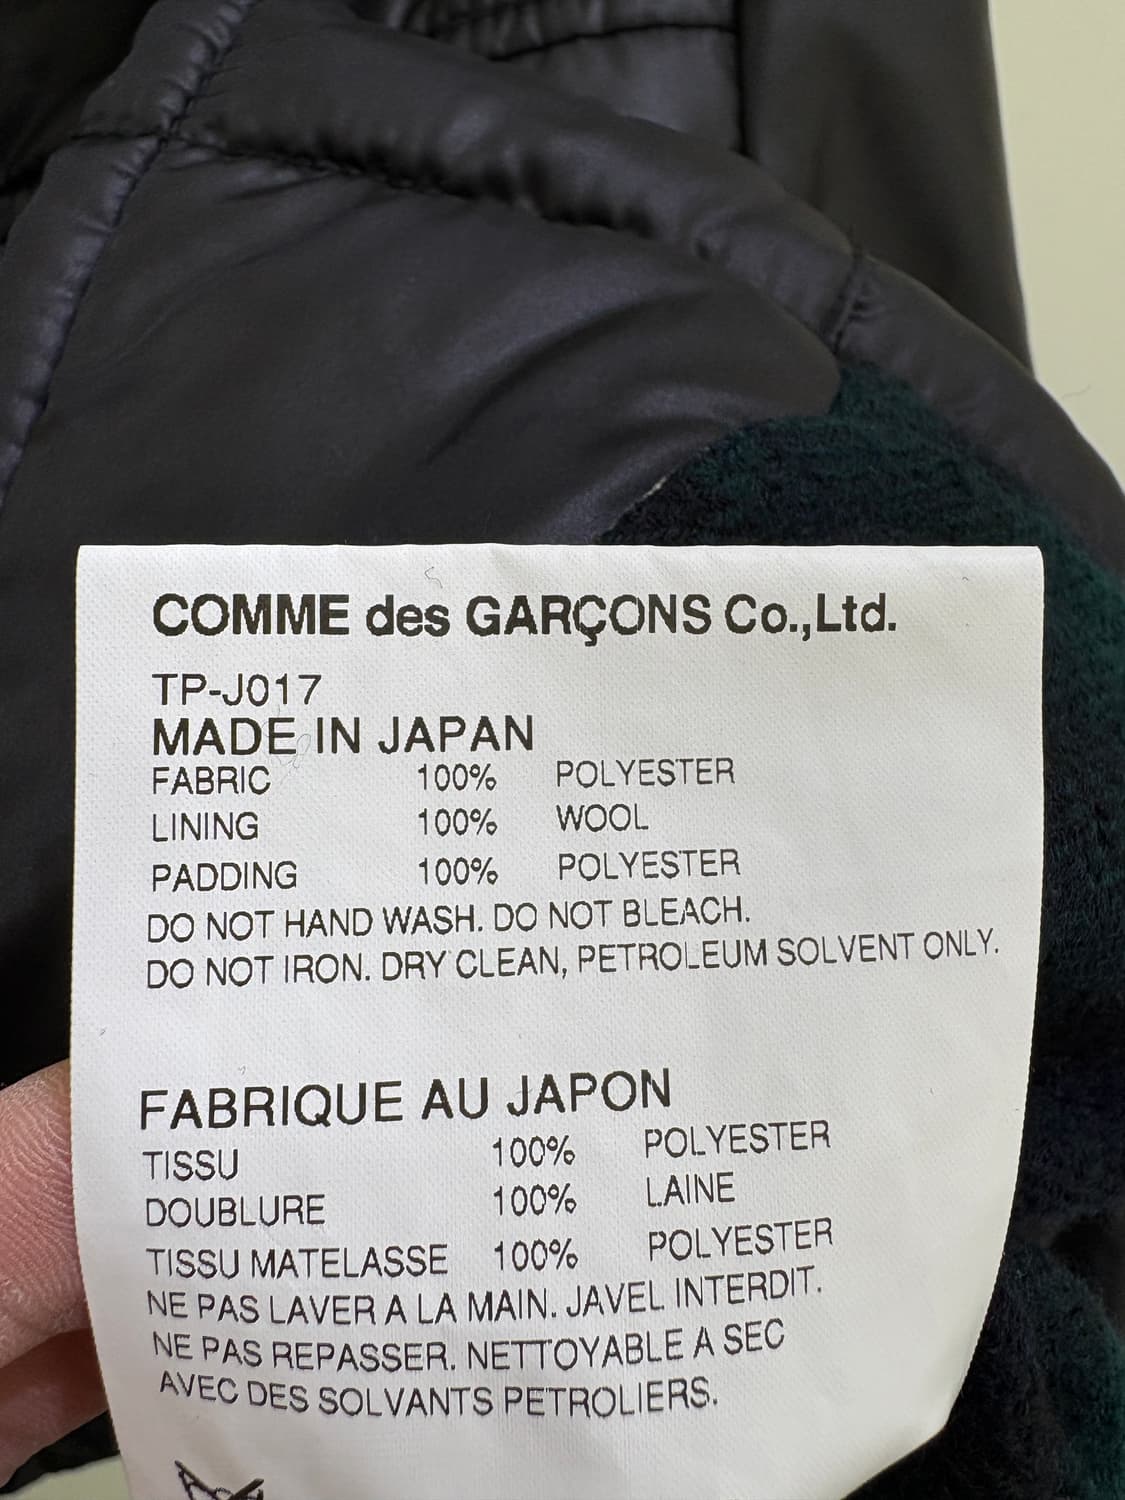 COMME des GARÇONS Co.,Ltd.
TP-J017
MADE IN JAPAN
FABRIC 100% POLYESTER
LINING 100% WOOL
PADDING 100% POLYESTER
DO NOT HAND WASH. DO NOT BLEACH.
DO NOT IRON. DRY CLEAN, PETROLEUM SOLVENT ONLY.
FABRIQUE AU JAPON
TISSU 100% POLYESTER
DOUBLURE 100% LAINE
TISSU MATELASSE 100% POLYESTER
NE PAS LAVER A LA MAIN. JAVEL INTERDIT.
NE PAS REPASSER. NETTOYABLE A SEC
AVEC DES SOLVANTS PETROLIERS.